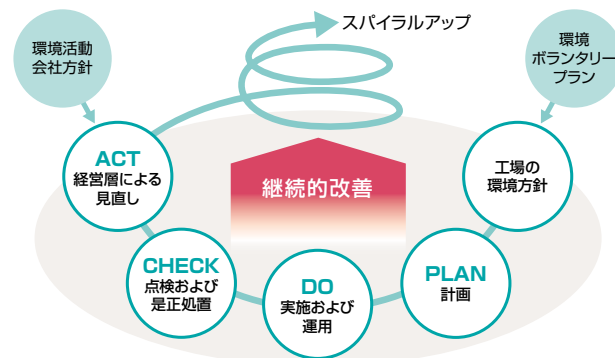 スパイラルアップ
環境活動
会社方針
環境
ボランタリー
プラン
ACT
経営層による
見直し
継続的改善
工場の
環境方針
CHECK
点検および
是正処置
DO
実施および
運用
PLAN
計画